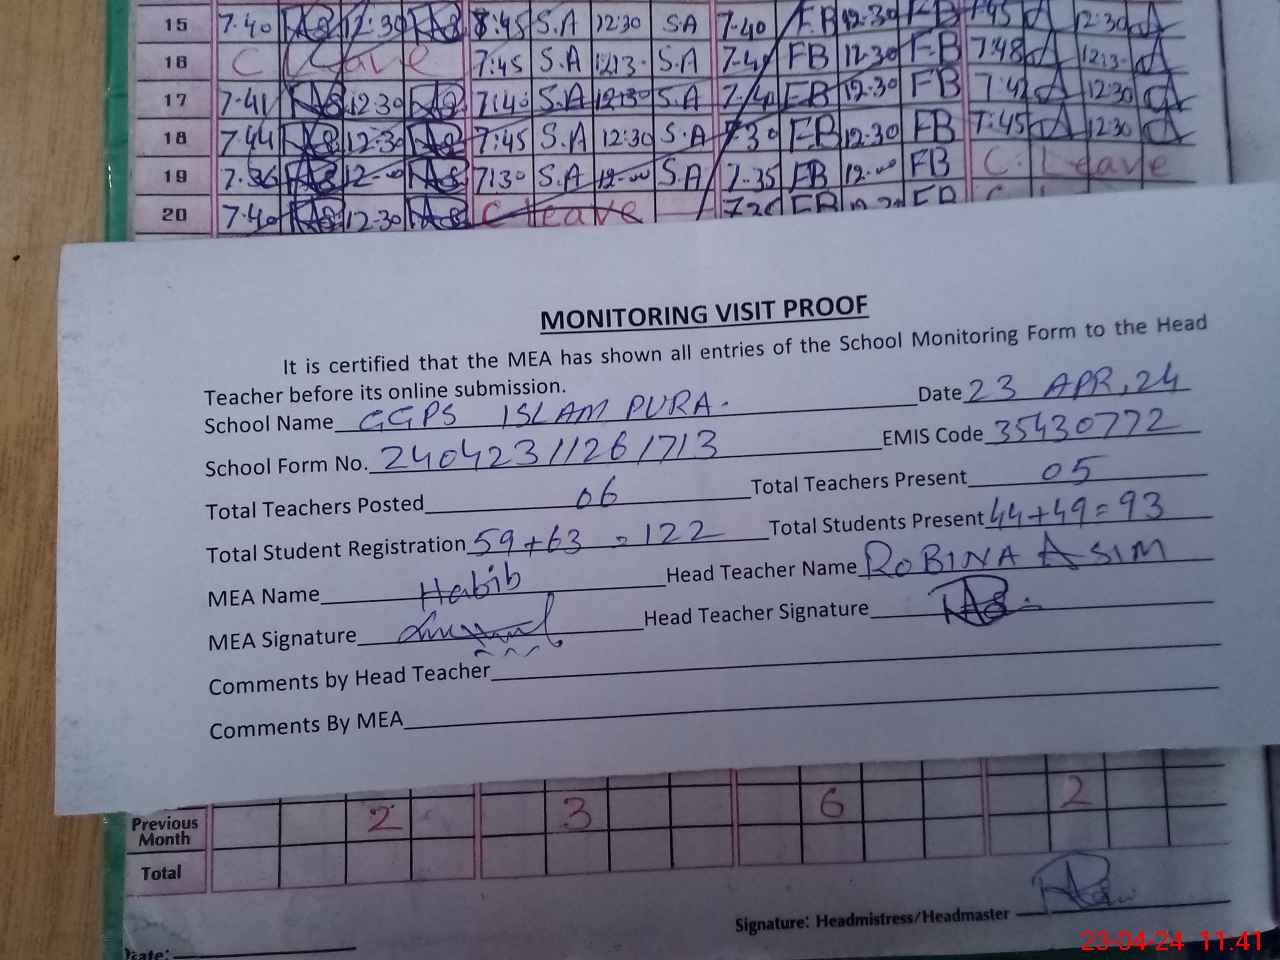 15 7.40 12:30 8:45 S.A 12:30 S.A 7.40 FB 12.30 FB 7:45 12:30
16 C Leave 7:45 S.A S.A FB 12.30 FB 7:48
17 7.41 12:30 7:40 S.A 12:30 S.A 7.40 FB 12.30 FB 7:42 12:30
18 7.44 12:30 7:45 S.A 12:30 S.A 7.30 FB 12.30 FB 7:45 12:30
19 7.36 12.00 7:30 S.A 12.00 S.A 7.35 FB 12.00 FB C. Leave
20 7.40 12.30 C leave FB FB
MONITORING VISIT PROOF
It is certified that the MEA has shown all entries of the School Monitoring Form to the Head
Teacher before its online submission.
School Name GGPS ISLAM PURA. Date 23 APR, 24
School Form No. 24042311261713 EMIS Code 35430772
Total Teachers Posted 06 Total Teachers Present 05
Total Student Registration 59+63 = 122 Total Students Present 44+49=93
MEA Name Habib Head Teacher Name ROBINA ASIM
MEA Signature Head Teacher Signature
Comments by Head Teacher
Comments By MEA
Previous Month 2 3 6 2
Total
Signature: Headmistress/Headmaster
Date:
23-04-24 11:41